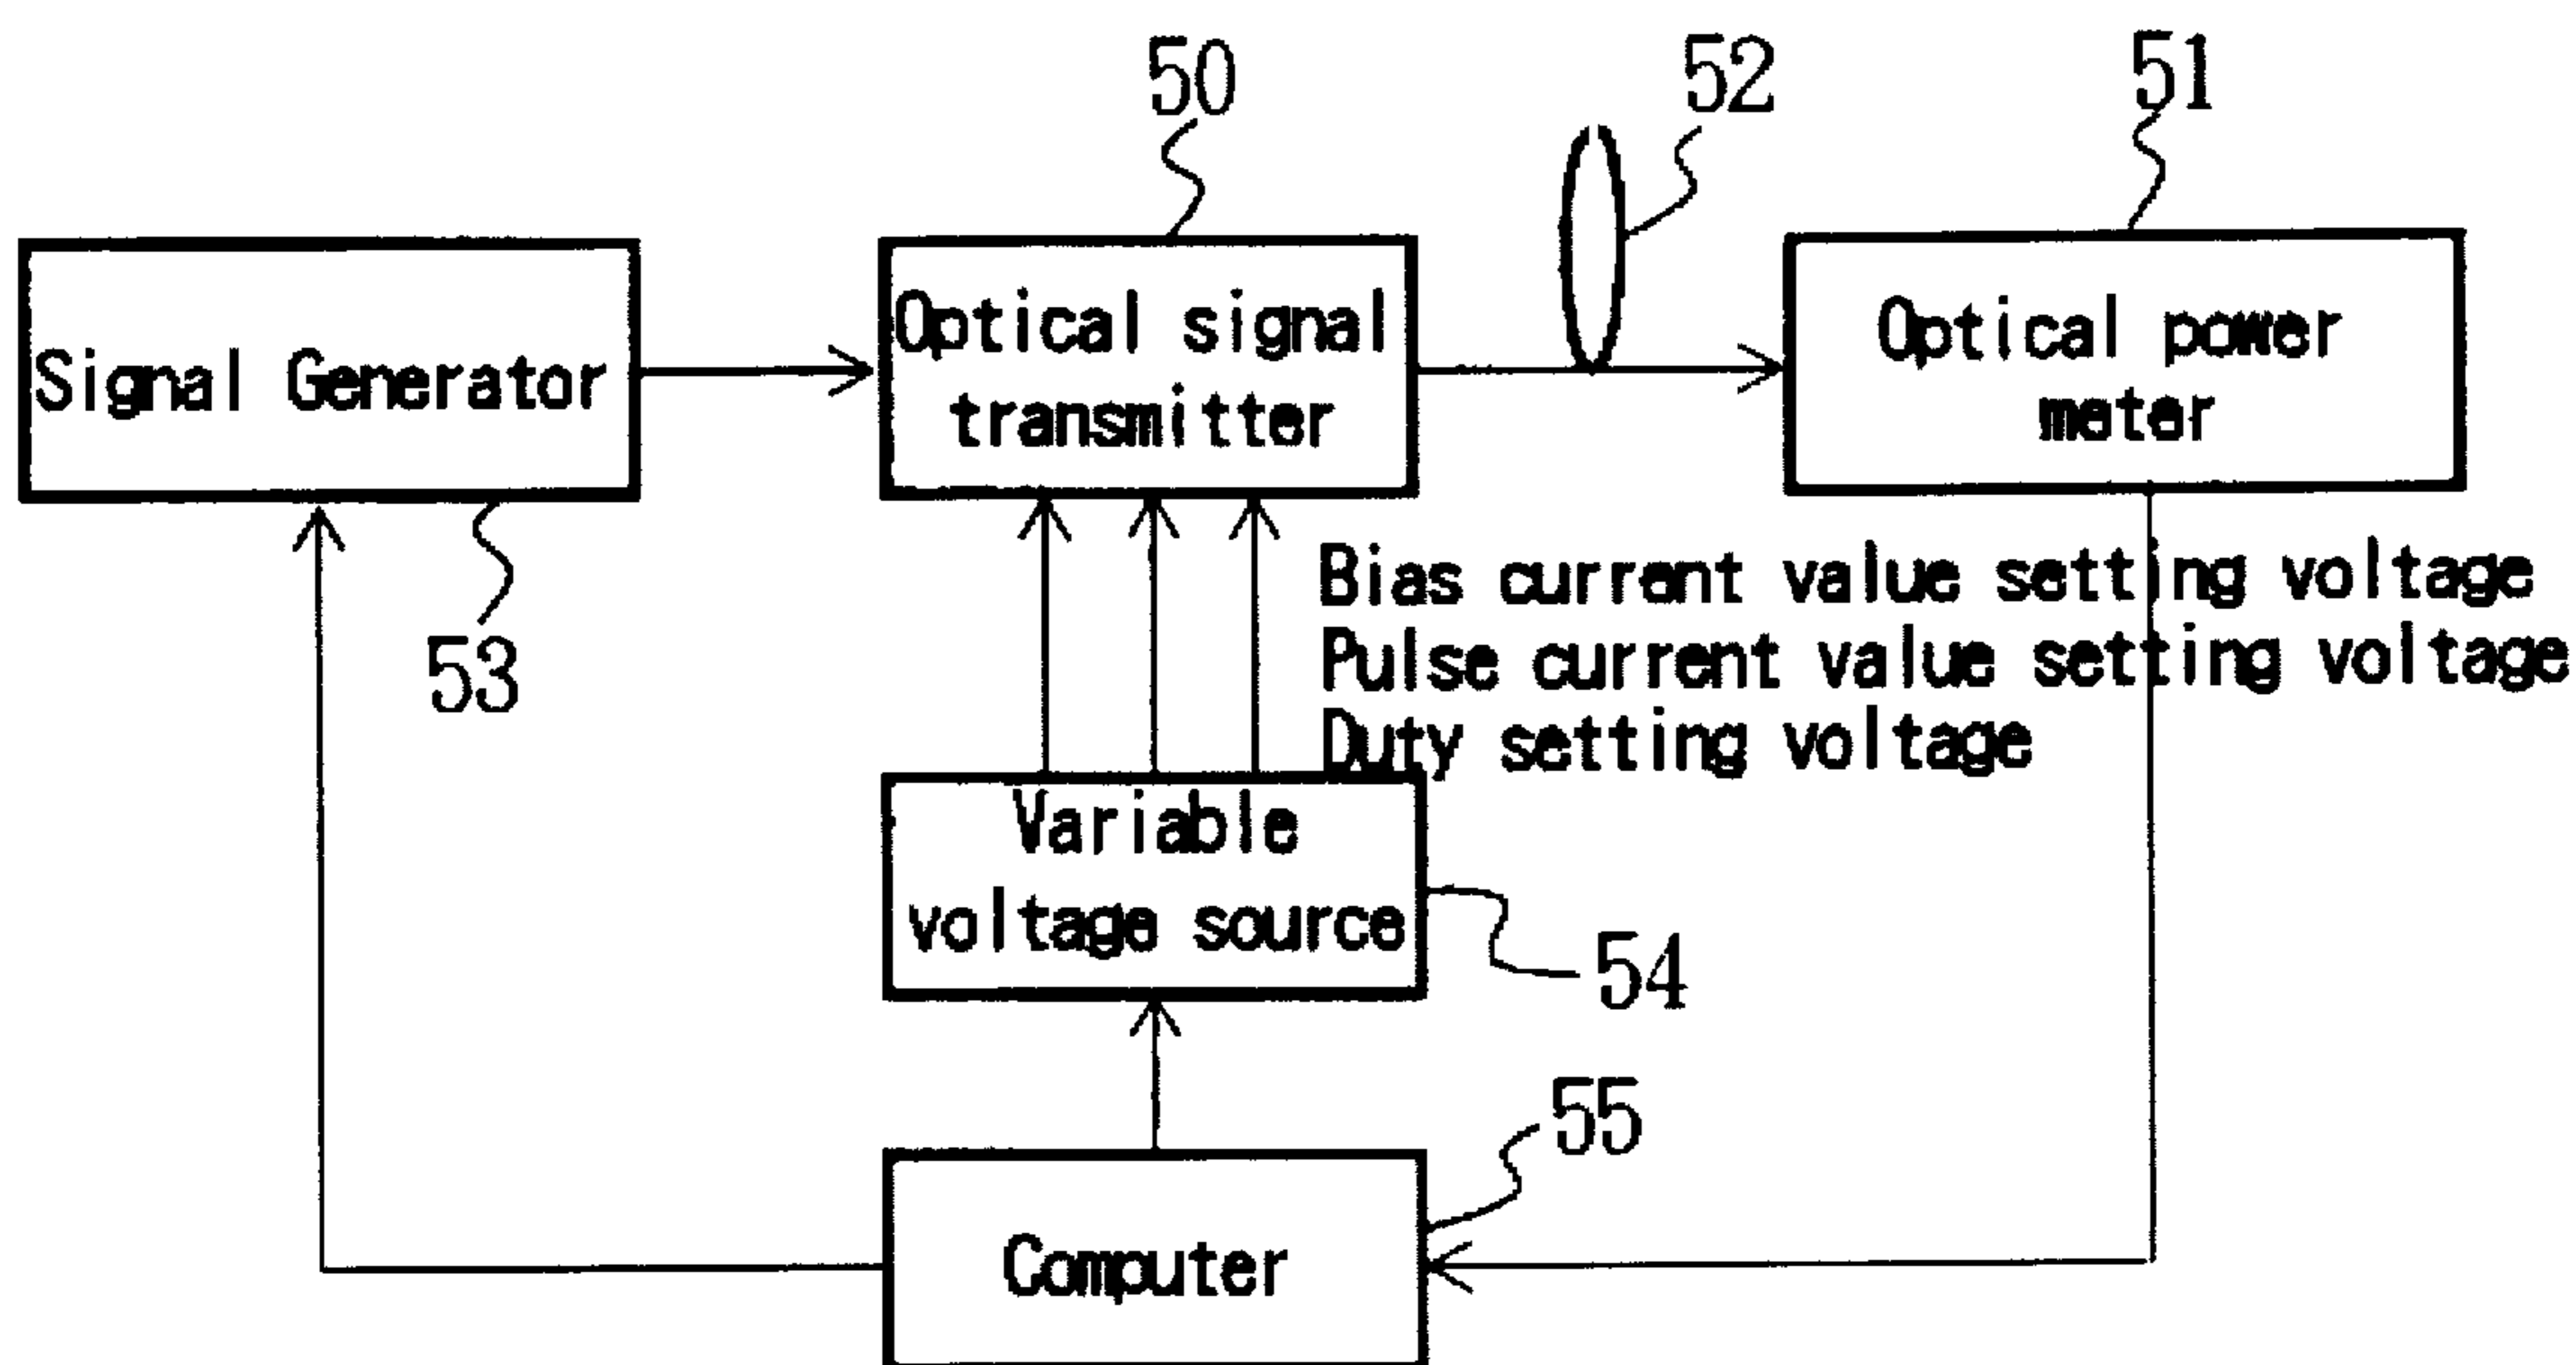 50
52
51
Signal Generator
Optical signal
transmitter
Optical power
meter
53
Bias current value setting voltage
Pulse current value setting voltage
Duty setting voltage
Variable
voltage source
54
55
Computer